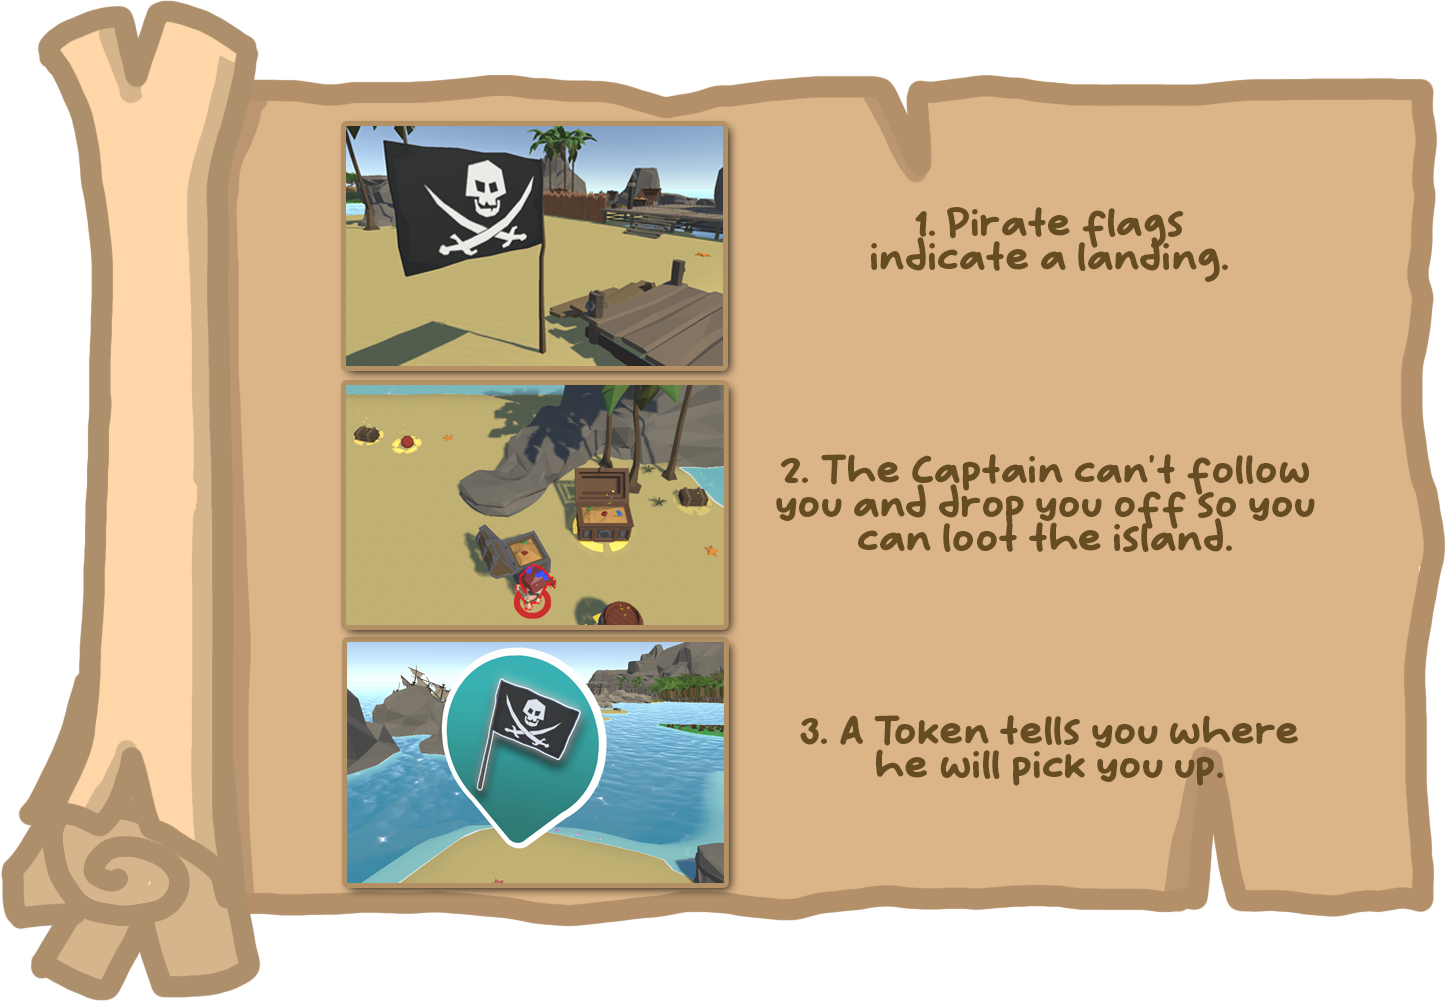 1. Pirate flags
indicate a landing.
2. The Captain can't follow
you and drop you off so you
can loot the island.
3. A Token tells you where
he will pick you up.